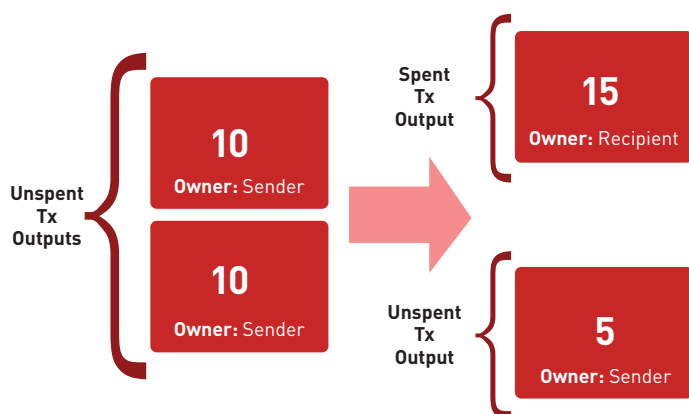 Unspent
Tx
Outputs
10
Owner: Sender
10
Owner: Sender
Spent
Tx
Output
15
Owner: Recipient
Unspent
Tx
Output
5
Owner: Sender